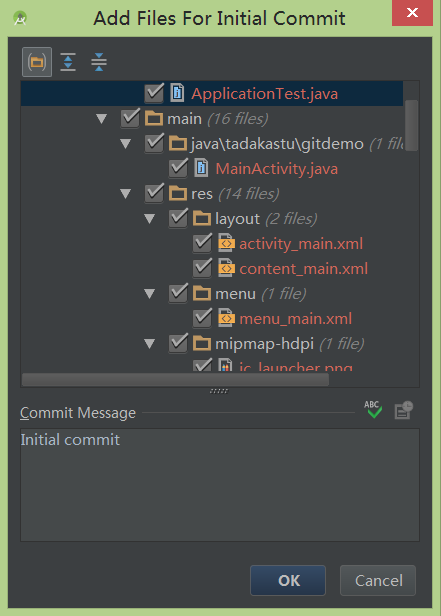 Add Files For Initial Commit
ApplicationTest.java
main (16 files)
java\tadakastu\gitdemo (1 file
MainActivity.java
res (14 files)
layout (2 files)
activity_main.xml
content_main.xml
menu (1 file)
menu_main.xml
mipmap-hdpi (1 file)
ic_launcher.png
Commit Message
ABC
Initial commit
OK
Cancel